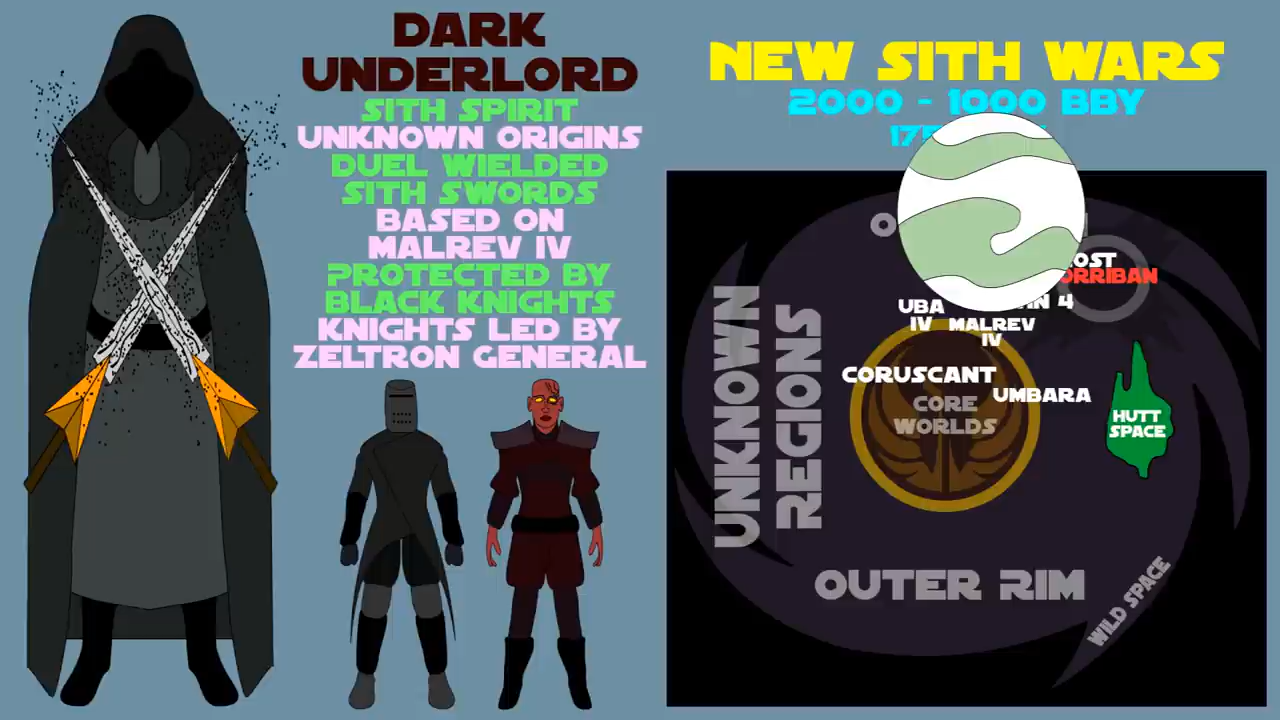 DARK
UNDERLORD
SITH SPIRIT
UNKNOWN ORIGINS
DUEL WIELDED
SITH SWORDS
BASED ON
MALREV IV
PROTECTED BY
BLACK KNIGHTS
KNIGHTS LED BY
ZELTRON GENERAL
NEW SITH WARS
2000 - 1000 BBY
UBA
IV
MALREV
IV
CORUSCANT
UMBARA
CORE
WORLDS
HUTT
SPACE
UNKNOWN
REGIONS
OUTER RIM
WILD SPACE